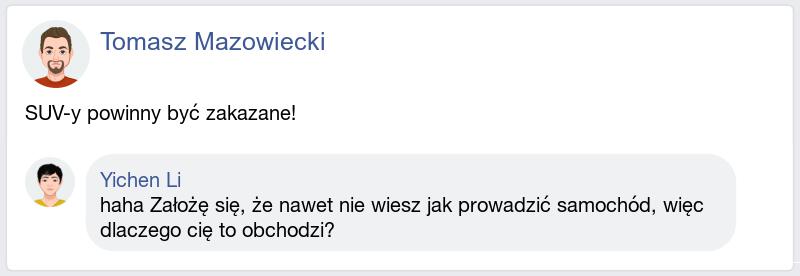 Tomasz Mazowiecki
SUV-y powinny być zakazane!
Yichen Li
haha Założę się, że nawet nie wiesz jak prowadzić samochód, więc
dlaczego cię to obchodzi?